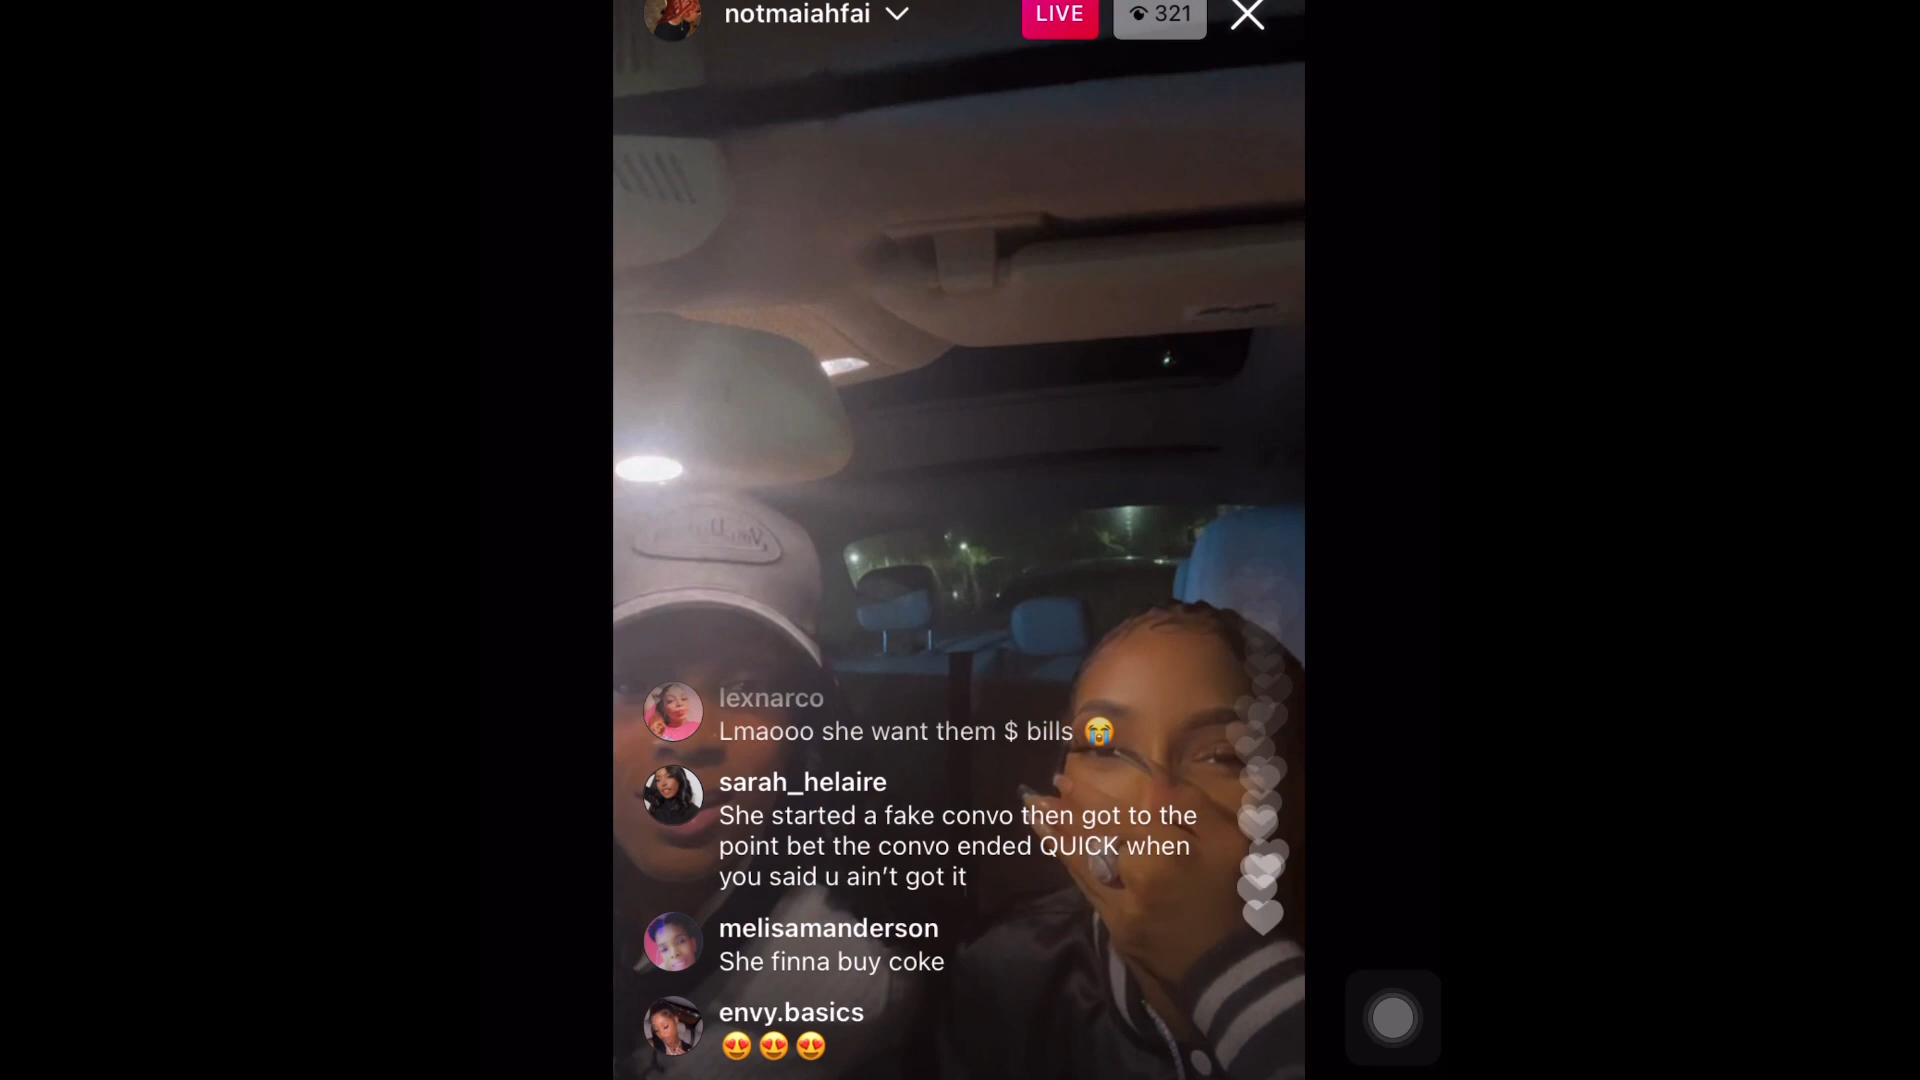 notmaiahfai
LIVE
321
lexnarco
Lmaooo she want them $ bills 😭
sarah_helaire
She started a fake convo then got to the
point bet the convo ended QUICK when
you said u ain’t got it
melisamanderson
She finna buy coke
envy.basics
😍😍😍